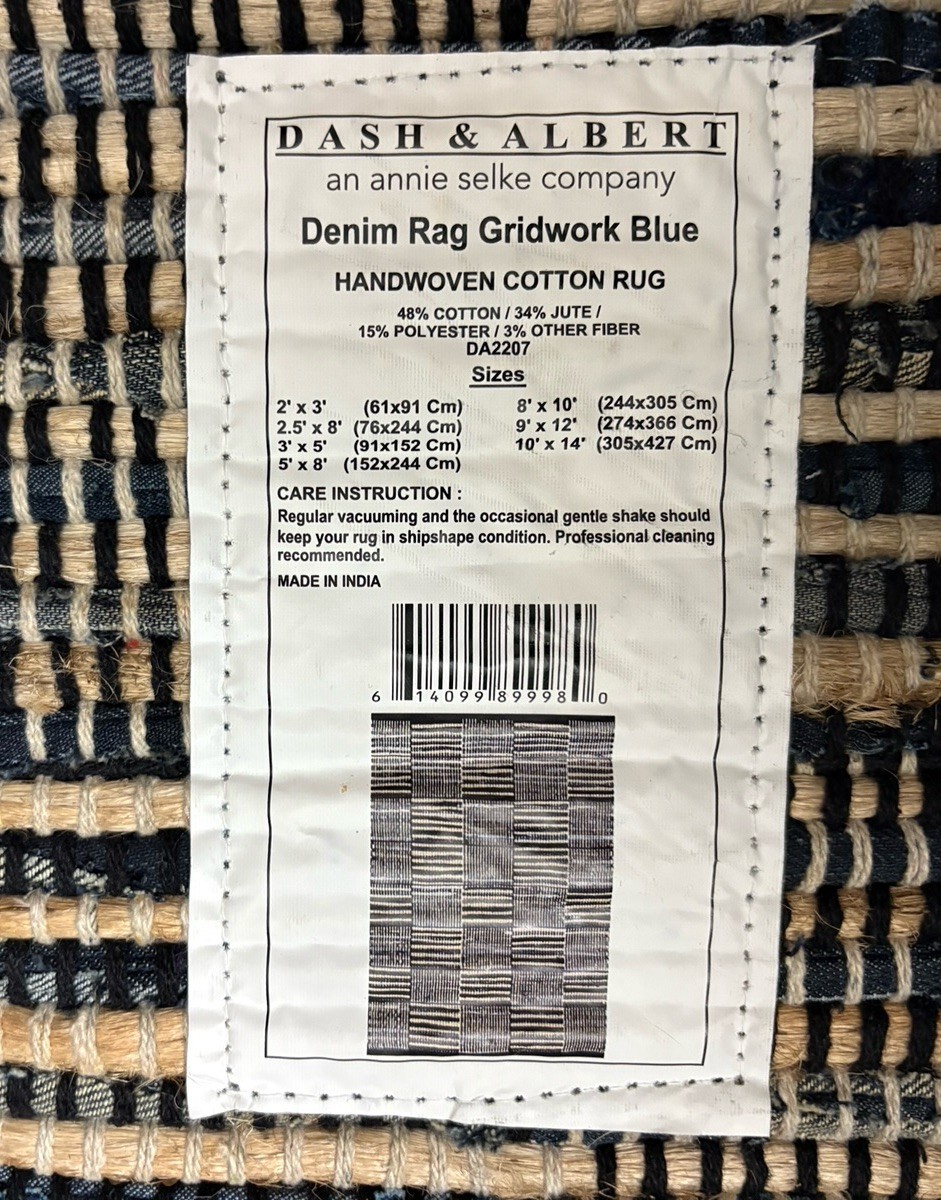 DASH & ALBERT
an annie selke company
Denim Rag Gridwork Blue
HANDWOVEN COTTON RUG
48% COTTON / 34% JUTE /
15% POLYESTER / 3% OTHER FIBER
DA2207
Sizes
2' x 3' (61x91 Cm) 8' x 10' (244x305 Cm)
2.5' x 8' (76x244 Cm) 9' x 12' (274x366 Cm)
3' x 5' (91x152 Cm) 10' x 14' (305x427 Cm)
5' x 8' (152x244 Cm)
CARE INSTRUCTION :
Regular vacuuming and the occasional gentle shake should
keep your rug in shipshape condition. Professional cleaning
recommended.
MADE IN INDIA
6 14099 89998 0